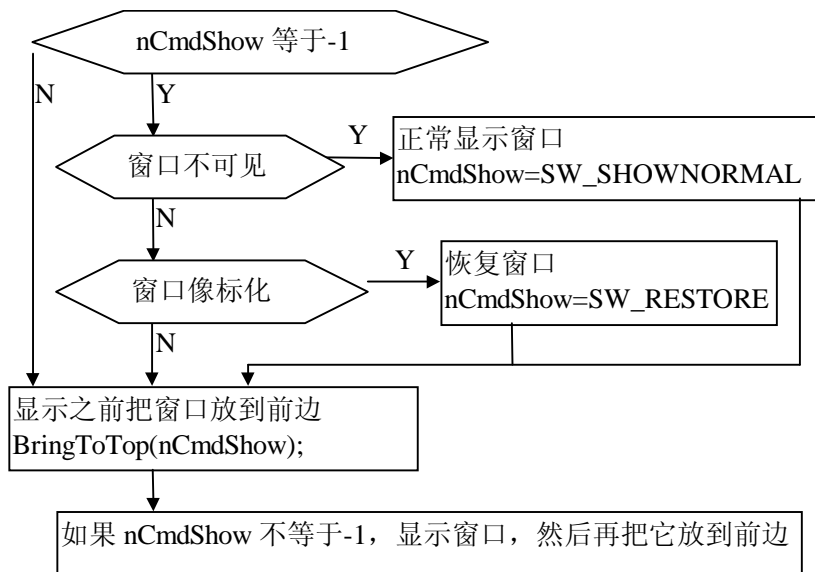 nCmdShow 等于-1
N
Y
窗口不可见
Y
正常显示窗口
nCmdShow=SW_SHOWNORMAL
N
窗口像标化
Y
恢复窗口
nCmdShow=SW_RESTORE
N
显示之前把窗口放到前边
BringToTop(nCmdShow);
如果 nCmdShow 不等于-1，显示窗口，然后再把它放到前边